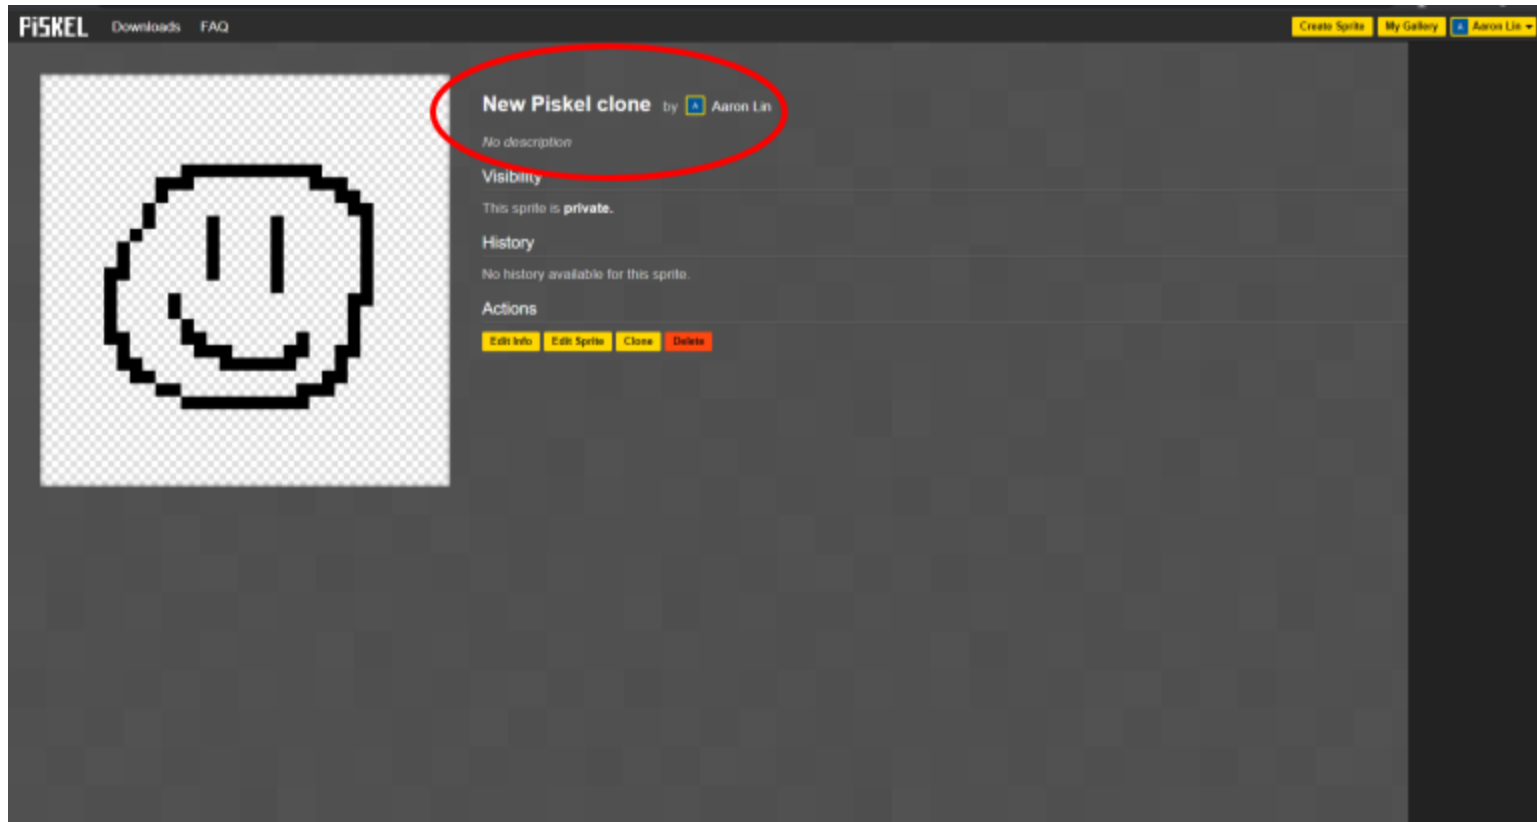 PiSKEL Downloads FAQ Create Sprite My Gallery A Aaron Lin
New Piskel clone by A Aaron Lin
No description
Visibility
This sprite is private.
History
No history available for this sprite.
Actions
Edit Info Edit Sprite Clone Delete